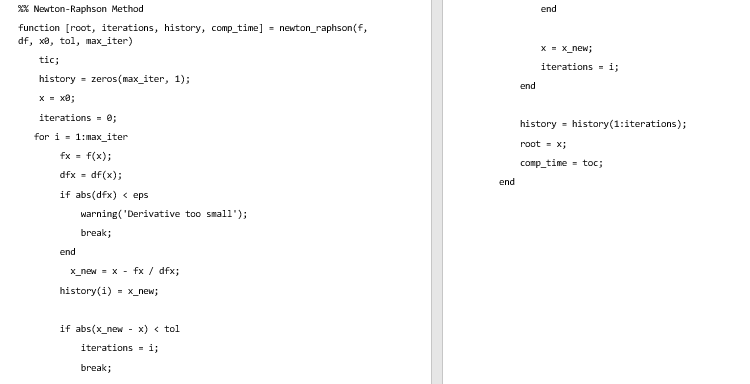 %% Newton-Raphson Method
function [root, iterations, history, comp_time] = newton_raphson(f,
df, x0, tol, max_iter)
tic;
history = zeros(max_iter, 1);
x = x0;
iterations = 0;
for i = 1:max_iter
fx = f(x);
dfx = df(x);
if abs(dfx) < eps
warning('Derivative too small');
break;
end
x_new = x - fx / dfx;
history(i) = x_new;
if abs(x_new - x) < tol
iterations = i;
break;
end
x = x_new;
iterations = i;
end
history = history(1:iterations);
root = x;
comp_time = toc;
end